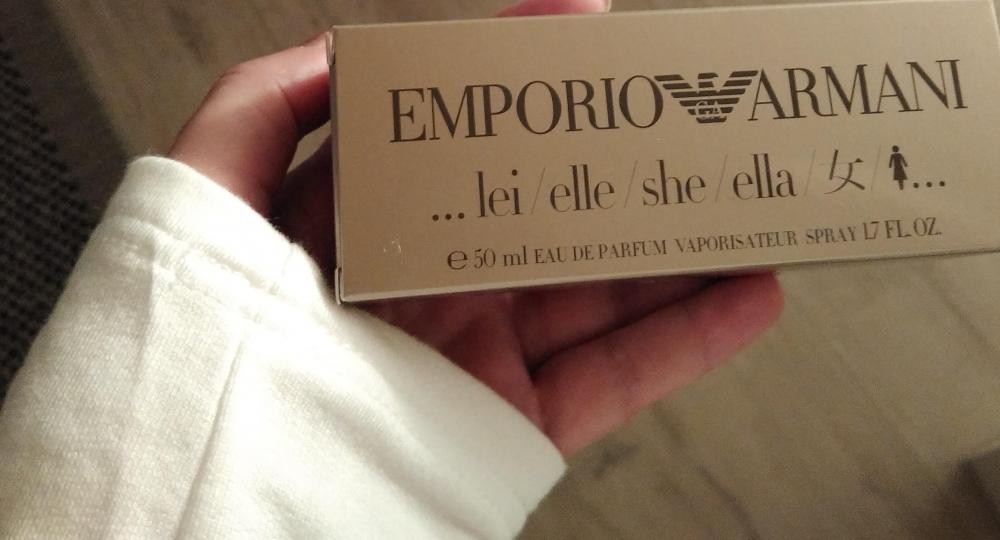 EMPORIO ARMANI
... lei / elle / she / ella / 女 / ...
e 50 ml EAU DE PARFUM VAPORISATEUR SPRAY 1.7 FL. OZ.